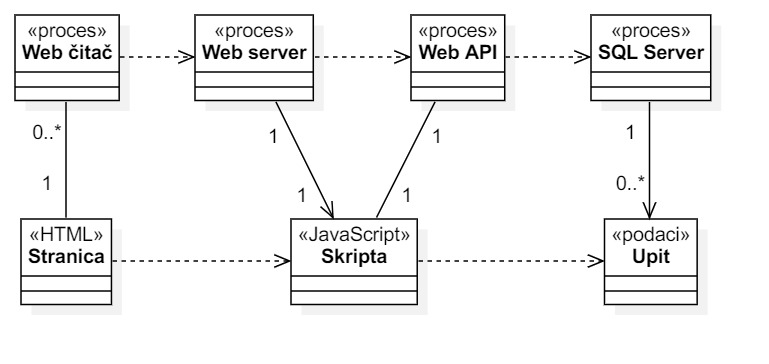 «proces»
Web čitač
«proces»
Web server
«proces»
Web API
«proces»
SQL Server
0..*
1
1
1
1
1
1
0..*
«HTML»
Stranica
«JavaScript»
Skripta
«podaci»
Upit